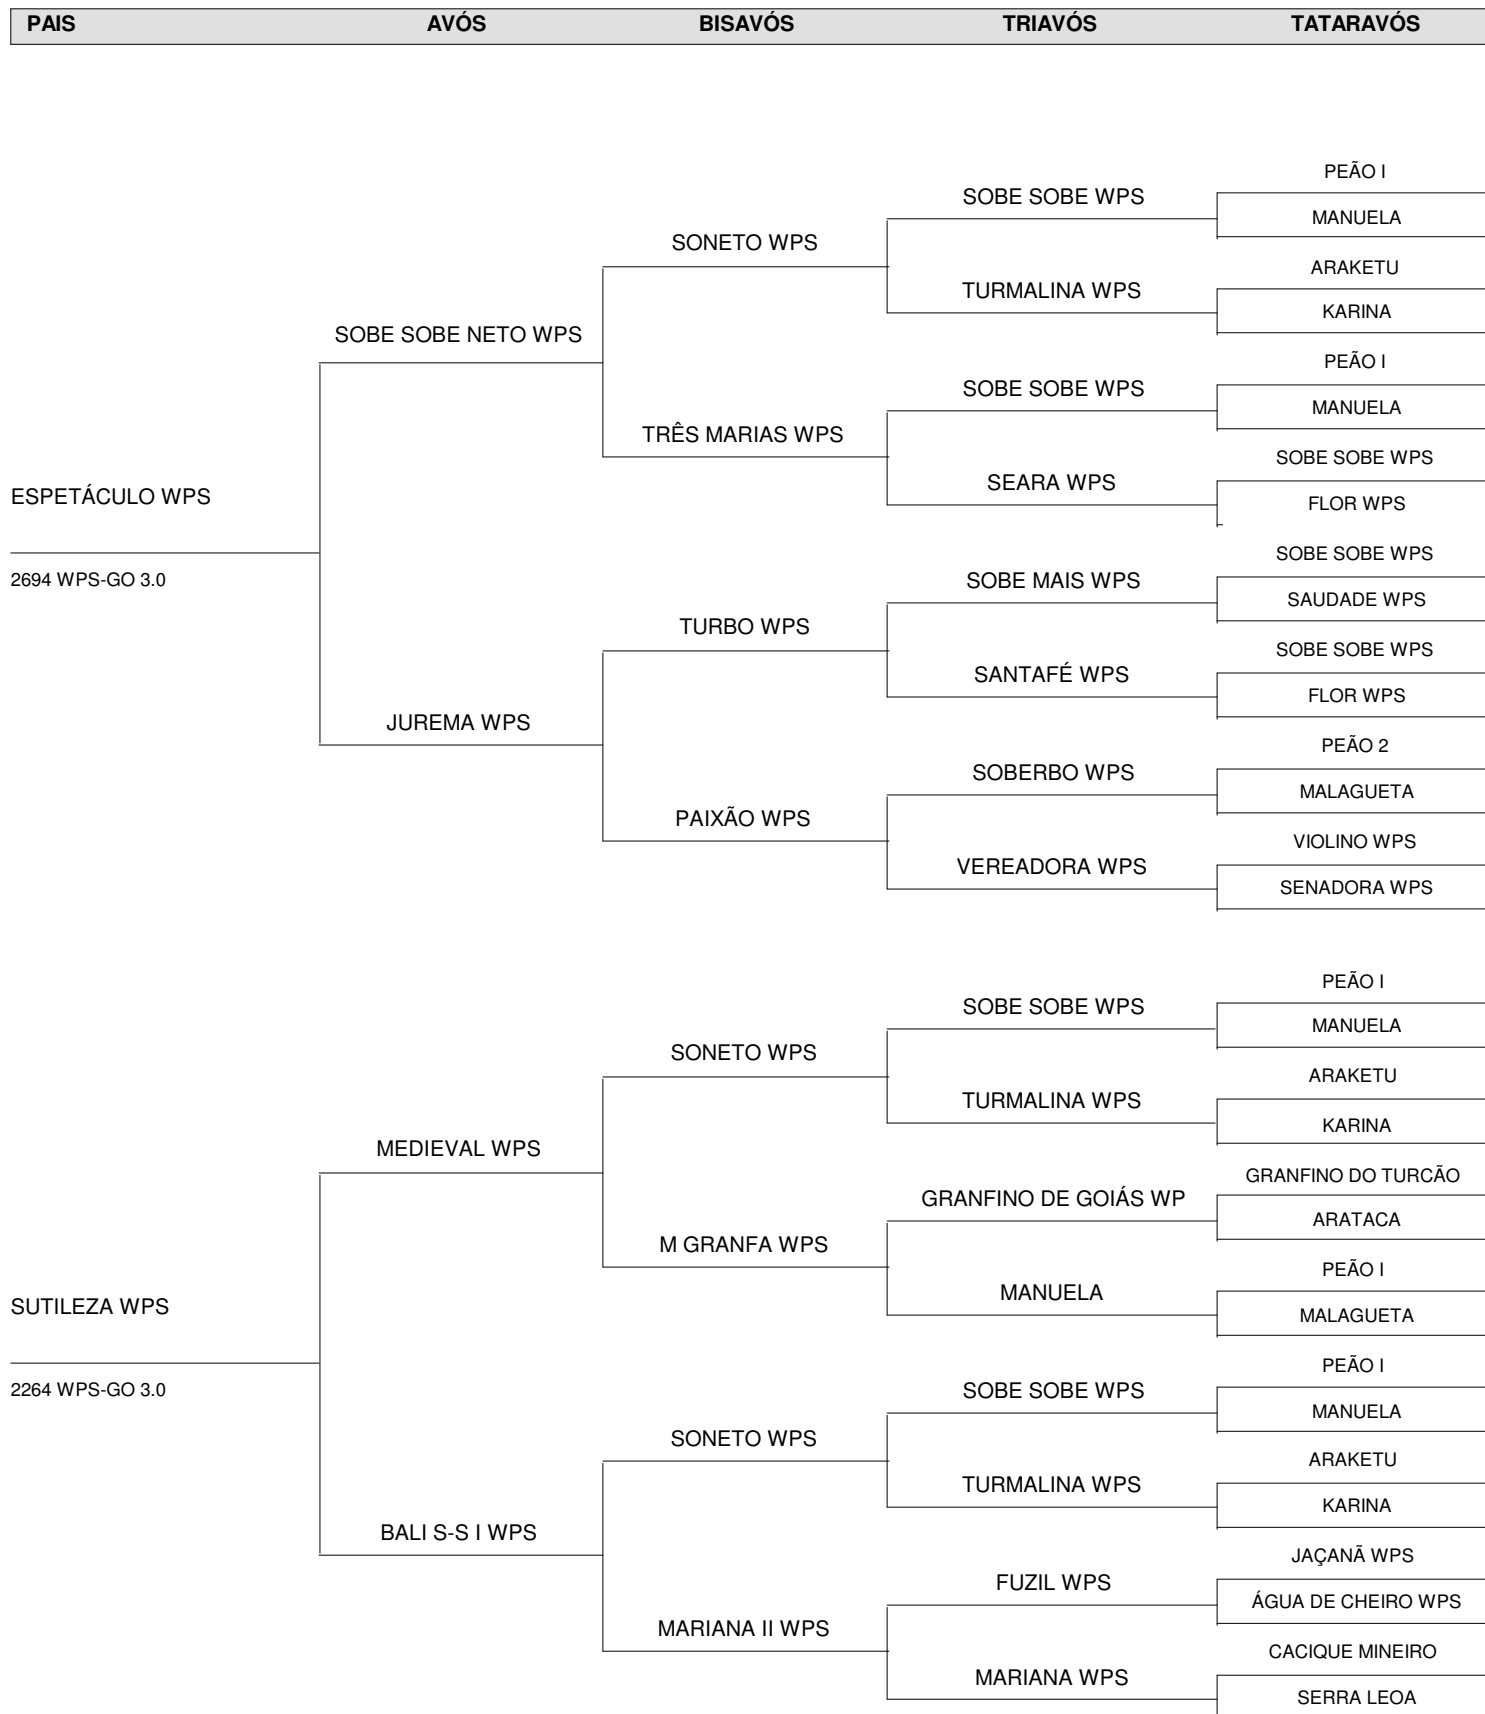 PAIS AVÓS BISAVÓS TRIAVÓS TATARAVÓS
PEÃO I
SOBE SOBE WPS
MANUELA
SONETO WPS
ARAKETU
TURMALINA WPS
KARINA
SOBE SOBE NETO WPS
PEÃO I
SOBE SOBE WPS
MANUELA
TRÊS MARIAS WPS
SOBE SOBE WPS
SEARA WPS
ESPETÁCULO WPS
FLOR WPS
SOBE SOBE WPS
2694 WPS-GO 3.0
SOBE MAIS WPS
SAUDADE WPS
TURBO WPS
SOBE SOBE WPS
SANTAFÉ WPS
FLOR WPS
JUREMA WPS
PEÃO 2
SOBERBO WPS
MALAGUETA
PAIXÃO WPS
VIOLINO WPS
VEREADORA WPS
SENADORA WPS
PEÃO I
SOBE SOBE WPS
MANUELA
SONETO WPS
ARAKETU
TURMALINA WPS
KARINA
MEDIEVAL WPS
GRANFINO DO TURCÃO
GRANFINO DE GOIÁS WP
ARATACA
M GRANFA WPS
PEÃO I
MANUELA
SUTILEZA WPS
MALAGUETA
PEÃO I
2264 WPS-GO 3.0
SOBE SOBE WPS
MANUELA
SONETO WPS
ARAKETU
TURMALINA WPS
KARINA
BALI S-S I WPS
JAÇANÃ WPS
FUZIL WPS
ÁGUA DE CHEIRO WPS
MARIANA II WPS
CACIQUE MINEIRO
MARIANA WPS
SERRA LEOA